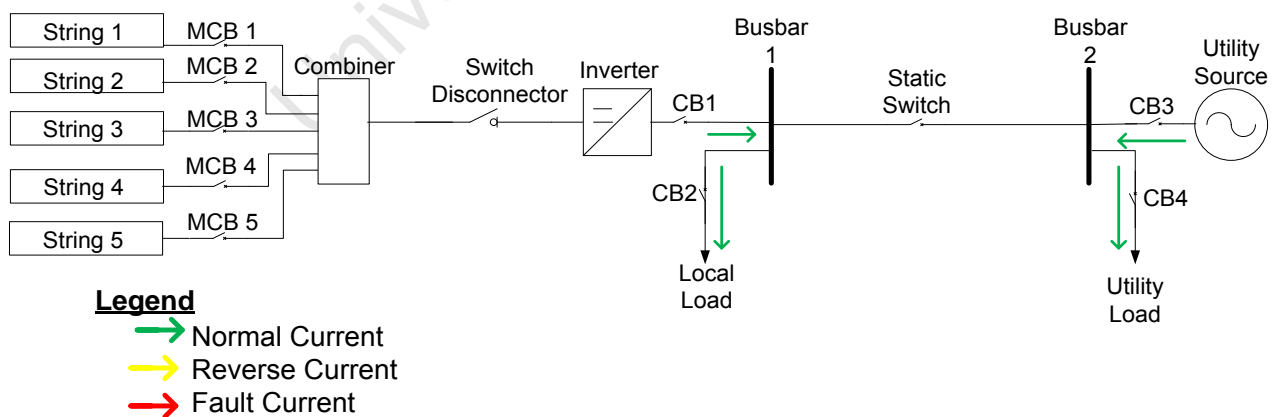 String 1
MCB 1
String 2
MCB 2
String 3
MCB 3
String 4
MCB 4
String 5
MCB 5
Combiner
Switch
Disconnector
Inverter
CB1
CB2
Local
Load
Busbar
1
Static
Switch
Busbar
2
CB3
Utility
Source
CB4
Utility
Load
Legend
Normal Current
Reverse Current
Fault Current